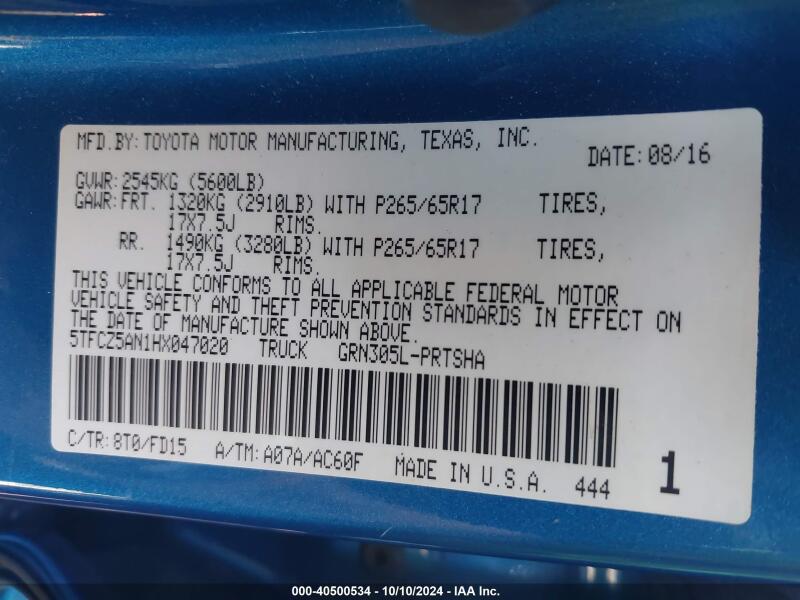 MFD.BY: TOYOTA MOTOR MANUFACTURING, TEXAS, INC.
DATE: 08/16
GVWR: 2545KG (5600LB)
GAWR: FRT. 1320KG (2910LB) WITH P265/65R17 TIRES,
17X7.5J RIMS.
RR. 1490KG (3280LB) WITH P265/65R17 TIRES,
17X7.5J RIMS.
THIS VEHICLE CONFORMS TO ALL APPLICABLE FEDERAL MOTOR
VEHICLE SAFETY AND THEFT PREVENTION STANDARDS IN EFFECT ON
THE DATE OF MANUFACTURE SHOWN ABOVE.
5TFCZ5AN1HX047020 TRUCK GRN305L-PRTSHA
C/TR: 8T0/FD15 A/TM: A07A/AC60F MADE IN U.S.A. 444 1
000-40500534 - 10/10/2024 - IAA Inc.